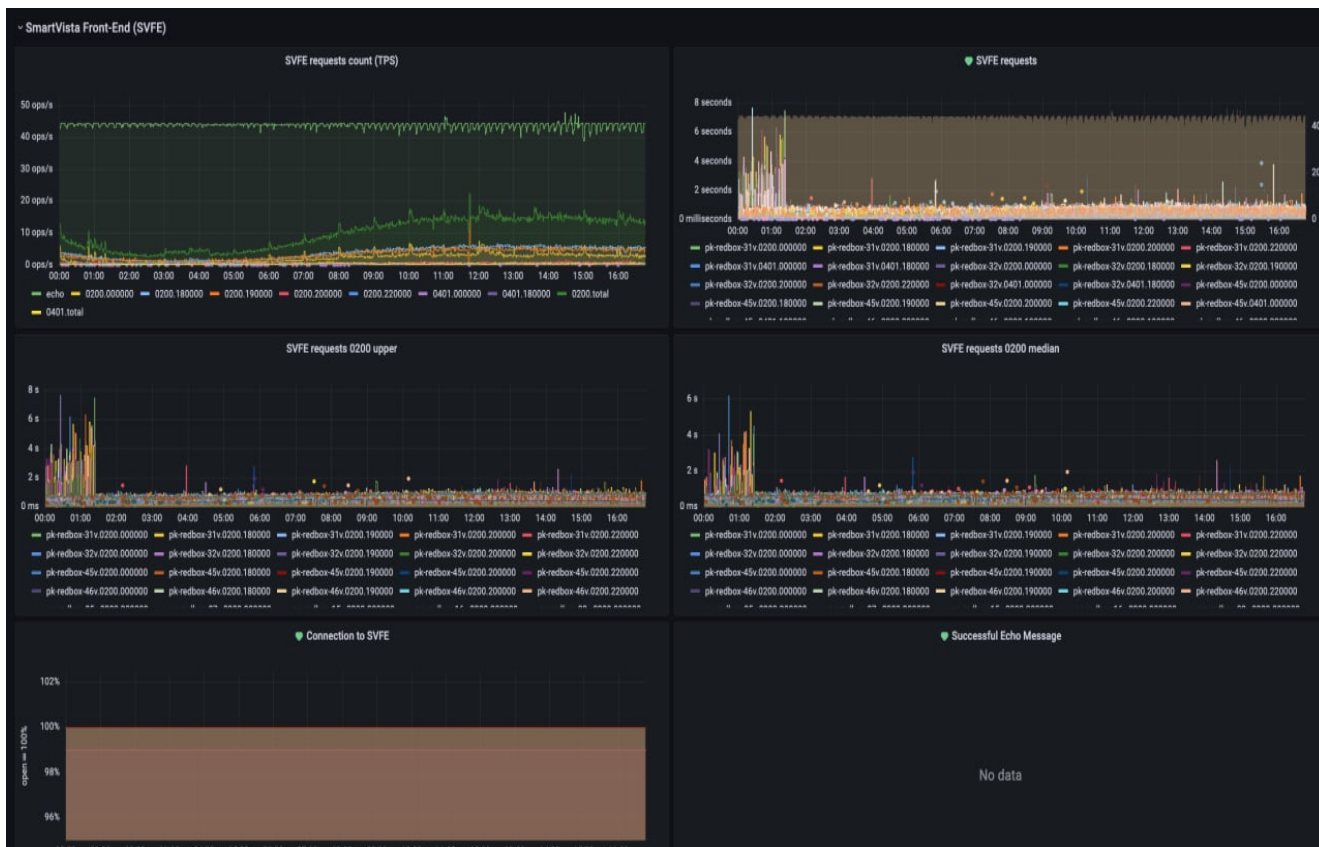 SmartVista Front-End (SVFE)
SVFE requests count (TPS)
50 ops/s
40 ops/s
30 ops/s
20 ops/s
10 ops/s
0 ops/s
00:00 01:00 02:00 03:00 04:00 05:00 06:00 07:00 08:00 09:00 10:00 11:00 12:00 13:00 14:00 15:00 16:00
echo 0200.000000 0200.180000 0200.190000 0200.200000 0200.220000 0401.000000 0401.180000 0200.total
0401.total
SVFE requests
8 seconds
6 seconds
4 seconds
2 seconds
0 milliseconds
40
20
0
00:00 01:00 02:00 03:00 04:00 05:00 06:00 07:00 08:00 09:00 10:00 11:00 12:00 13:00 14:00 15:00 16:00
pk-redbox-31v.0200.000000 pk-redbox-31v.0200.180000 pk-redbox-31v.0200.190000 pk-redbox-31v.0200.200000 pk-redbox-31v.0200.220000
pk-redbox-31v.0401.000000 pk-redbox-31v.0401.180000 pk-redbox-32v.0200.000000 pk-redbox-32v.0200.180000 pk-redbox-32v.0200.190000
pk-redbox-32v.0200.200000 pk-redbox-32v.0200.220000 pk-redbox-32v.0401.000000 pk-redbox-32v.0401.180000 pk-redbox-45v.0200.000000
pk-redbox-45v.0200.180000 pk-redbox-45v.0200.190000 pk-redbox-45v.0200.200000 pk-redbox-45v.0200.220000 pk-redbox-45v.0401.000000
SVFE requests 0200 upper
8 s
6 s
4 s
2 s
0 ms
00:00 01:00 02:00 03:00 04:00 05:00 06:00 07:00 08:00 09:00 10:00 11:00 12:00 13:00 14:00 15:00 16:00
pk-redbox-31v.0200.000000 pk-redbox-31v.0200.180000 pk-redbox-31v.0200.190000 pk-redbox-31v.0200.200000 pk-redbox-31v.0200.220000
pk-redbox-32v.0200.000000 pk-redbox-32v.0200.180000 pk-redbox-32v.0200.190000 pk-redbox-32v.0200.200000 pk-redbox-32v.0200.220000
pk-redbox-45v.0200.000000 pk-redbox-45v.0200.180000 pk-redbox-45v.0200.190000 pk-redbox-45v.0200.200000 pk-redbox-45v.0200.220000
pk-redbox-46v.0200.000000 pk-redbox-46v.0200.180000 pk-redbox-46v.0200.190000 pk-redbox-46v.0200.200000 pk-redbox-46v.0200.220000
SVFE requests 0200 median
6 s
4 s
2 s
0 ms
00:00 01:00 02:00 03:00 04:00 05:00 06:00 07:00 08:00 09:00 10:00 11:00 12:00 13:00 14:00 15:00 16:00
pk-redbox-31v.0200.000000 pk-redbox-31v.0200.180000 pk-redbox-31v.0200.190000 pk-redbox-31v.0200.200000 pk-redbox-31v.0200.220000
pk-redbox-32v.0200.000000 pk-redbox-32v.0200.180000 pk-redbox-32v.0200.190000 pk-redbox-32v.0200.200000 pk-redbox-32v.0200.220000
pk-redbox-45v.0200.000000 pk-redbox-45v.0200.180000 pk-redbox-45v.0200.190000 pk-redbox-45v.0200.200000 pk-redbox-45v.0200.220000
pk-redbox-46v.0200.000000 pk-redbox-46v.0200.180000 pk-redbox-46v.0200.190000 pk-redbox-46v.0200.200000 pk-redbox-46v.0200.220000
Connection to SVFE
open = 100%
102%
100%
98%
96%
Successful Echo Message
No data